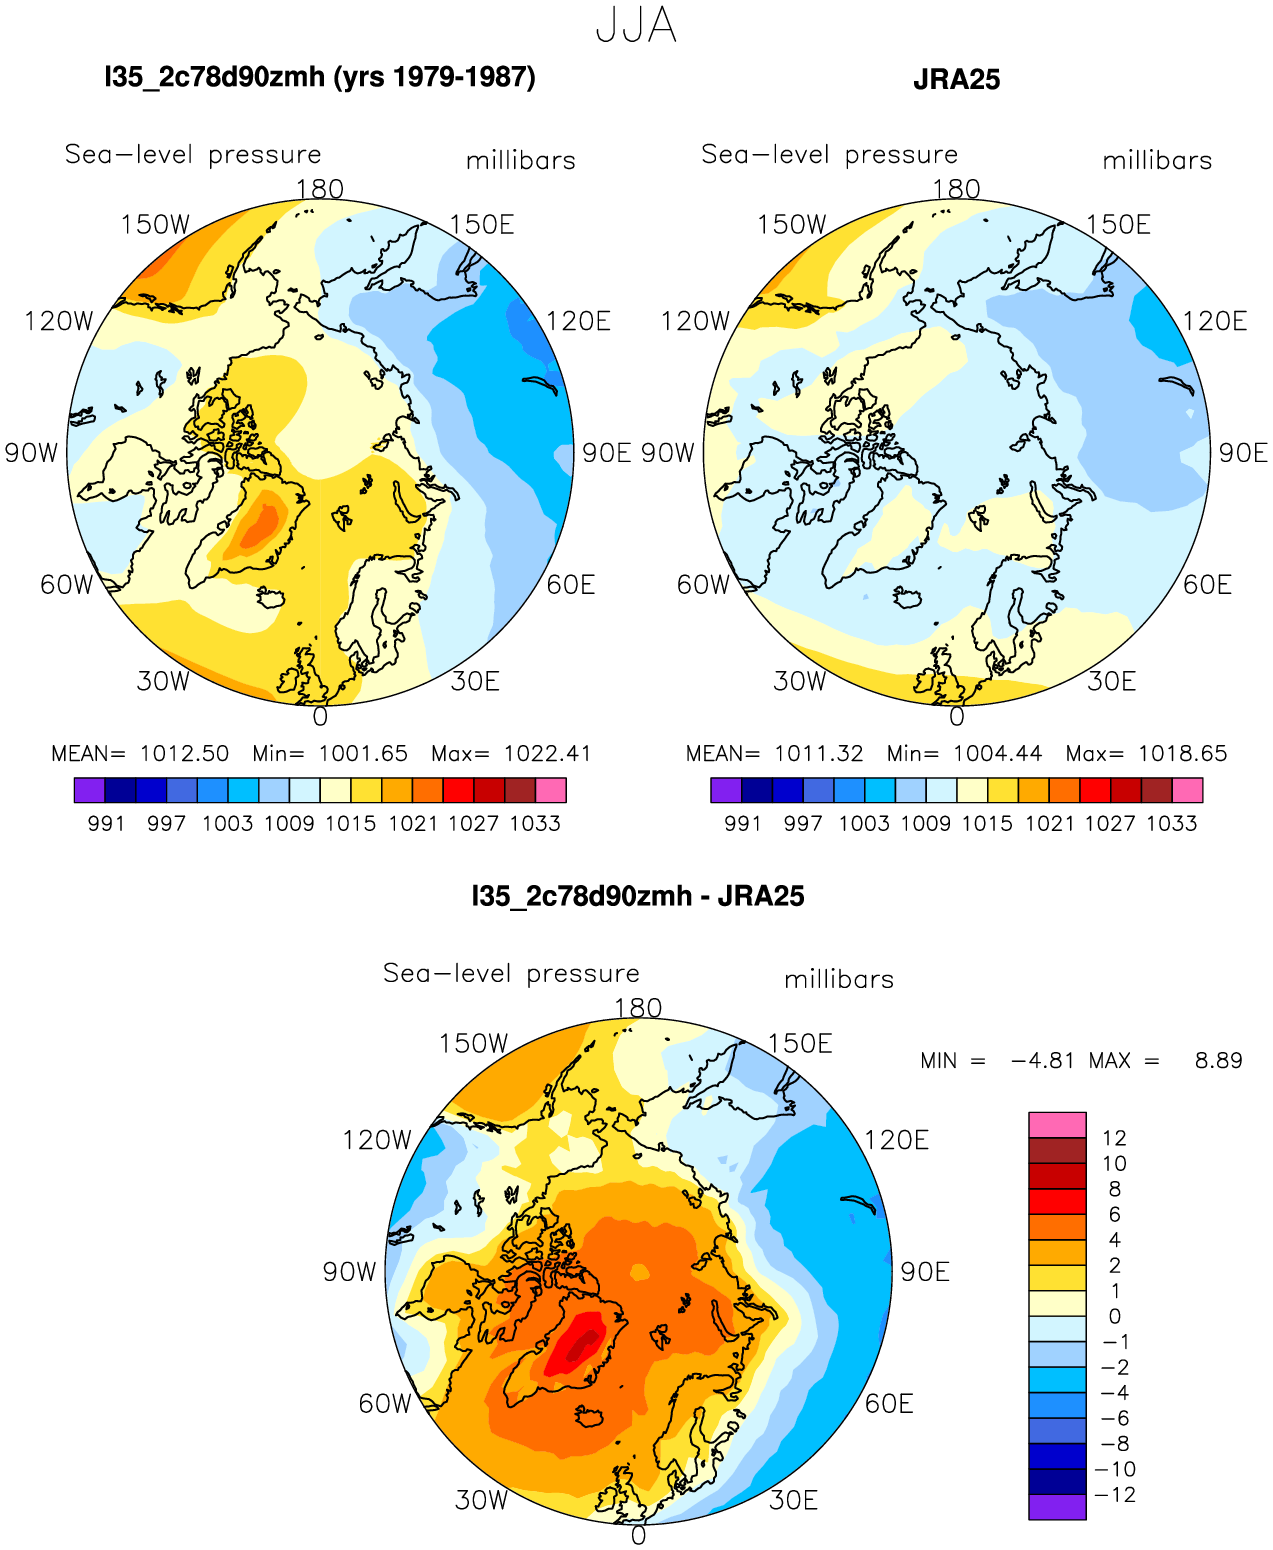 JJA
I35_2c78d90zmh (yrs 1979-1987)
JRA25
Sea-level pressure millibars
Sea-level pressure millibars
180
150W 150E
120W 120E
90W 90E
60W 60E
30W 30E
0
180
150W 150E
120W 120E
90W 90E
60W 60E
30W 30E
0
MEAN= 1012.50 Min= 1001.65 Max= 1022.41
991 997 1003 1009 1015 1021 1027 1033
MEAN= 1011.32 Min= 1004.44 Max= 1018.65
991 997 1003 1009 1015 1021 1027 1033
I35_2c78d90zmh - JRA25
Sea-level pressure millibars
180
150W 150E
120W 120E
90W 90E
60W 60E
30W 30E
0
MIN = -4.81 MAX = 8.89
12
10
8
6
4
2
1
0
-1
-2
-4
-6
-8
-10
-12